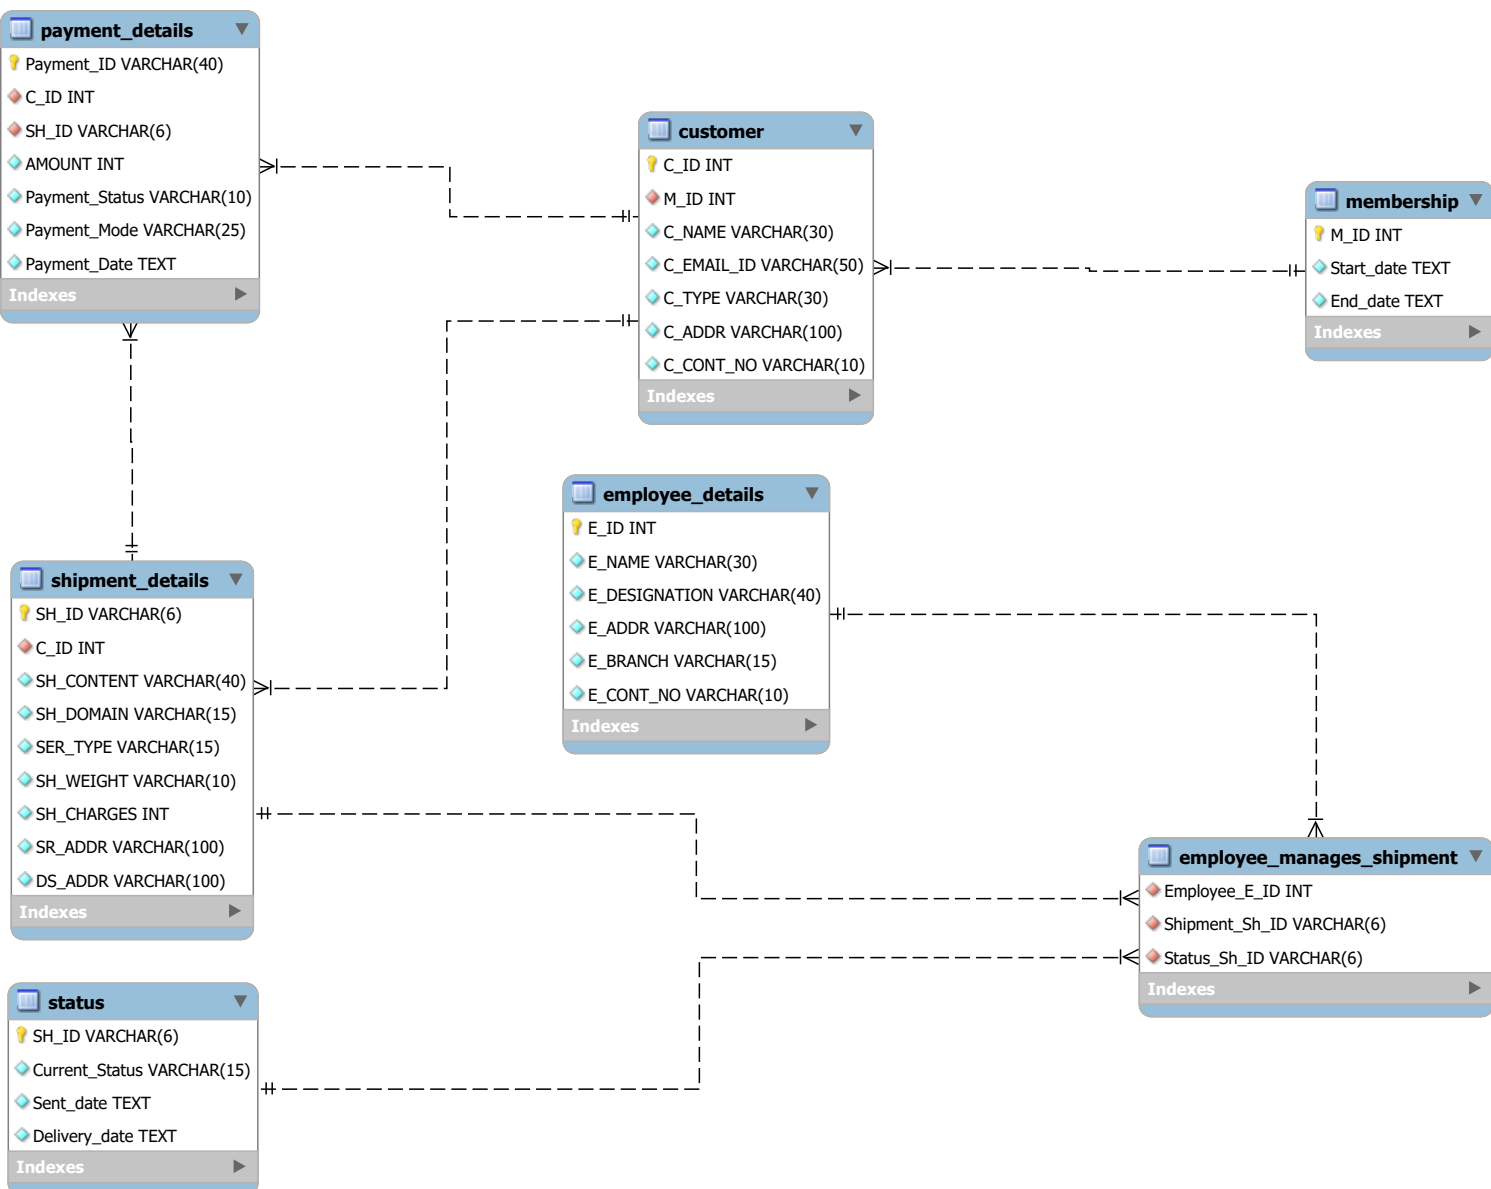 payment_details
Payment_ID VARCHAR(40)
C_ID INT
SH_ID VARCHAR(6)
AMOUNT INT
Payment_Status VARCHAR(10)
Payment_Mode VARCHAR(25)
Payment_Date TEXT
Indexes
customer
C_ID INT
M_ID INT
C_NAME VARCHAR(30)
C_EMAIL_ID VARCHAR(50)
C_TYPE VARCHAR(30)
C_ADDR VARCHAR(100)
C_CONT_NO VARCHAR(10)
Indexes
membership
M_ID INT
Start_date TEXT
End_date TEXT
Indexes
employee_details
E_ID INT
E_NAME VARCHAR(30)
E_DESIGNATION VARCHAR(40)
E_ADDR VARCHAR(100)
E_BRANCH VARCHAR(15)
E_CONT_NO VARCHAR(10)
Indexes
shipment_details
SH_ID VARCHAR(6)
C_ID INT
SH_CONTENT VARCHAR(40)
SH_DOMAIN VARCHAR(15)
SER_TYPE VARCHAR(15)
SH_WEIGHT VARCHAR(10)
SH_CHARGES INT
SR_ADDR VARCHAR(100)
DS_ADDR VARCHAR(100)
Indexes
employee_manages_shipment
Employee_E_ID INT
Shipment_Sh_ID VARCHAR(6)
Status_Sh_ID VARCHAR(6)
Indexes
status
SH_ID VARCHAR(6)
Current_Status VARCHAR(15)
Sent_date TEXT
Delivery_date TEXT
Indexes